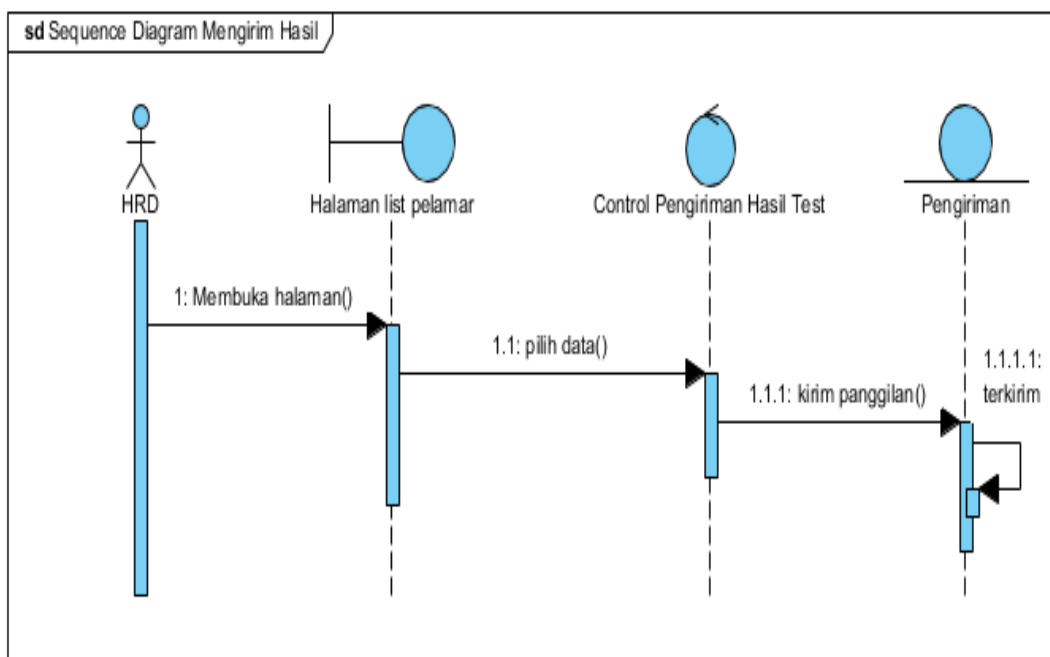 sd Sequence Diagram Mengirim Hasil
HRD
Halaman list pelamar
Control Pengiriman Hasil Test
Pengiriman
1: Membuka halaman()
1.1: pilih data()
1.1.1: kirim panggilan()
1.1.1.1:
terkirim